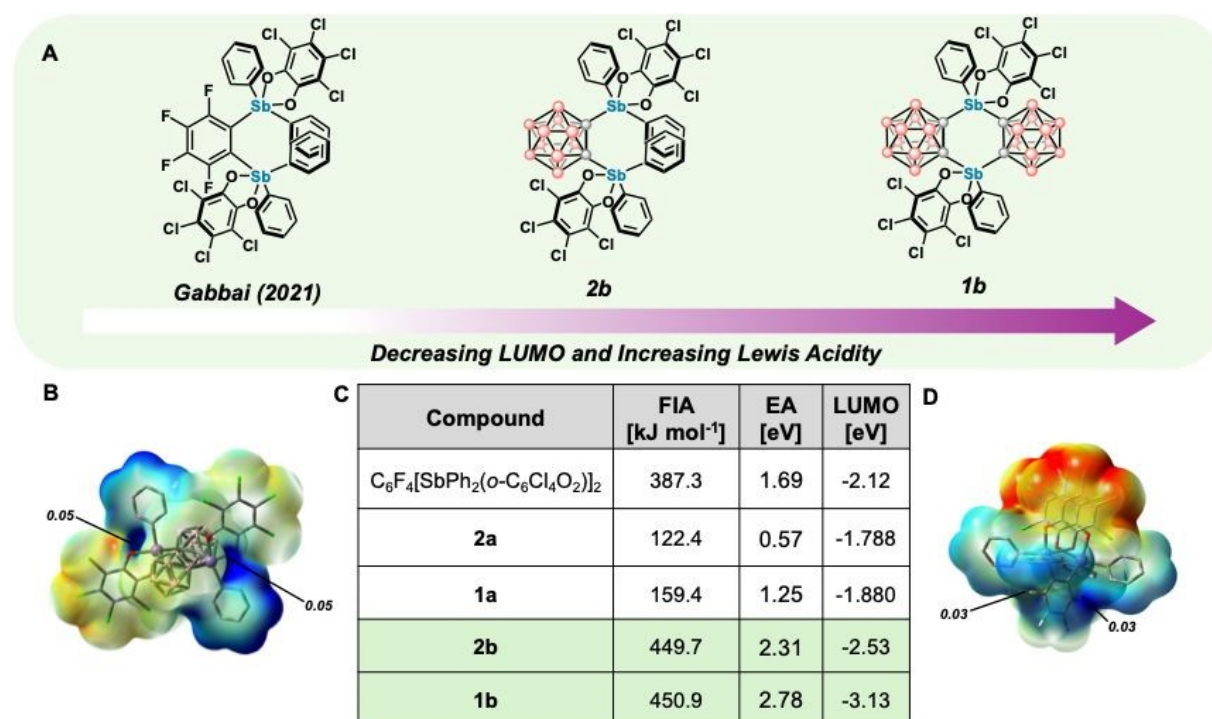 A
Cl
Cl
Cl
Cl
O
O
Sb
F
F
F
F
Sb
O
O
Cl
Cl
Cl
Cl
Gabbai (2021)
Cl
Cl
Cl
Cl
O
O
Sb
Sb
O
O
Cl
Cl
Cl
Cl
2b
Cl
Cl
Cl
Cl
O
O
Sb
Sb
O
O
Cl
Cl
Cl
Cl
1b
Decreasing LUMO and Increasing Lewis Acidity
B
0.05
0.05
C
Compound FIA [kJ mol⁻¹] EA [eV] LUMO [eV]
C₆F₄[SbPh₂(o-C₆Cl₄O₂)]₂ 387.3 1.69 -2.12
2a 122.4 0.57 -1.788
1a 159.4 1.25 -1.880
2b 449.7 2.31 -2.53
1b 450.9 2.78 -3.13
D
0.03
0.03